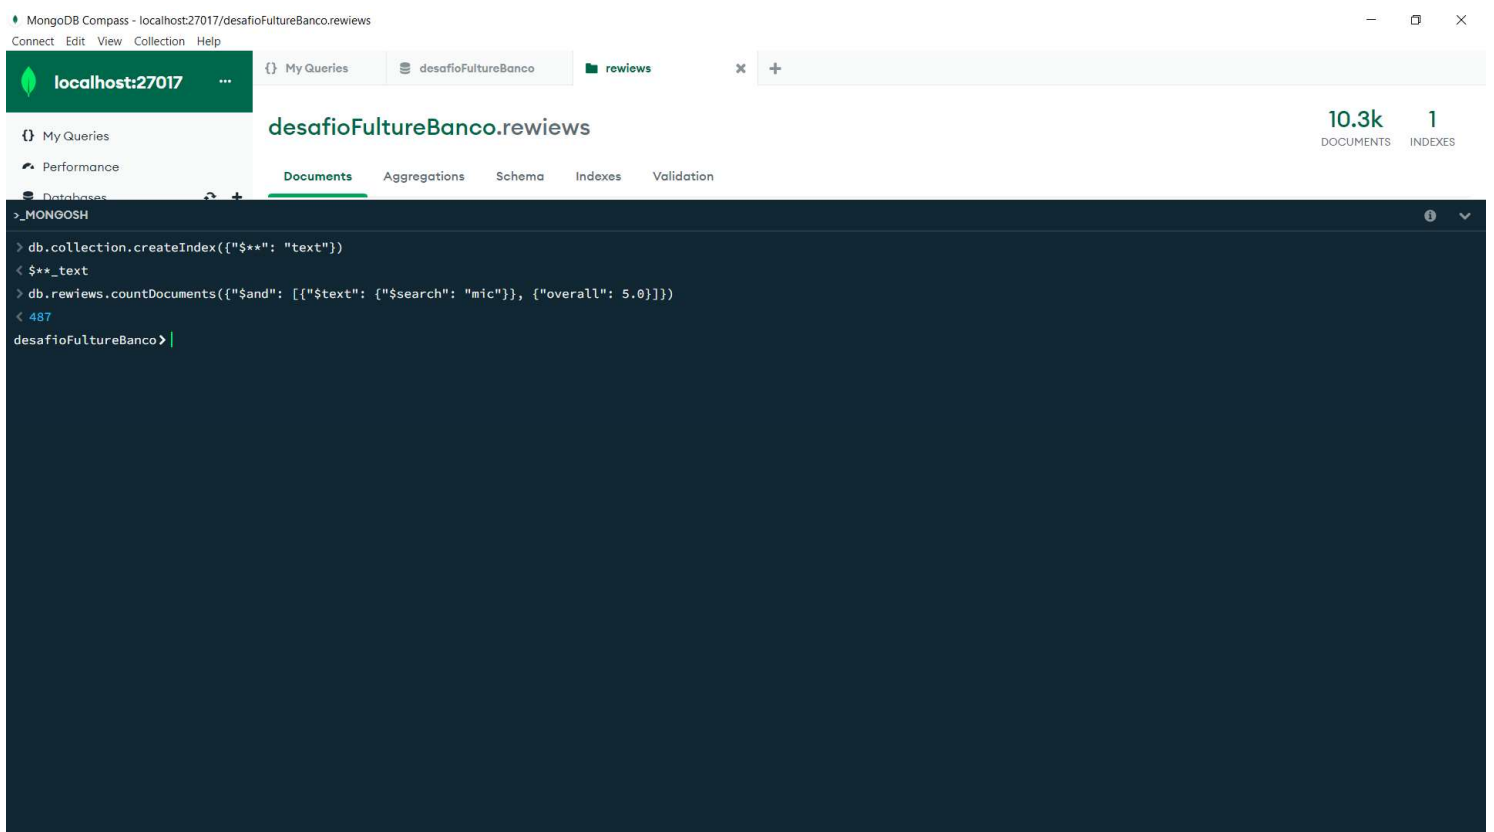 MongoDB Compass - localhost:27017/desafioFultureBanco.rewiews
Connect Edit View Collection Help
localhost:27017 ...
{} My Queries
desafioFultureBanco
rewiews
{} My Queries
Performance
Databases
desafioFultureBanco.rewiews
10.3k
DOCUMENTS
1
INDEXES
Documents Aggregations Schema Indexes Validation
>_MONGOSH
> db.collection.createIndex({"$**": "text"})
< $**_text
> db.rewiews.countDocuments({"$and": [{"$text": {"$search": "mic"}}, {"overall": 5.0}]})
< 487
desafioFultureBanco>